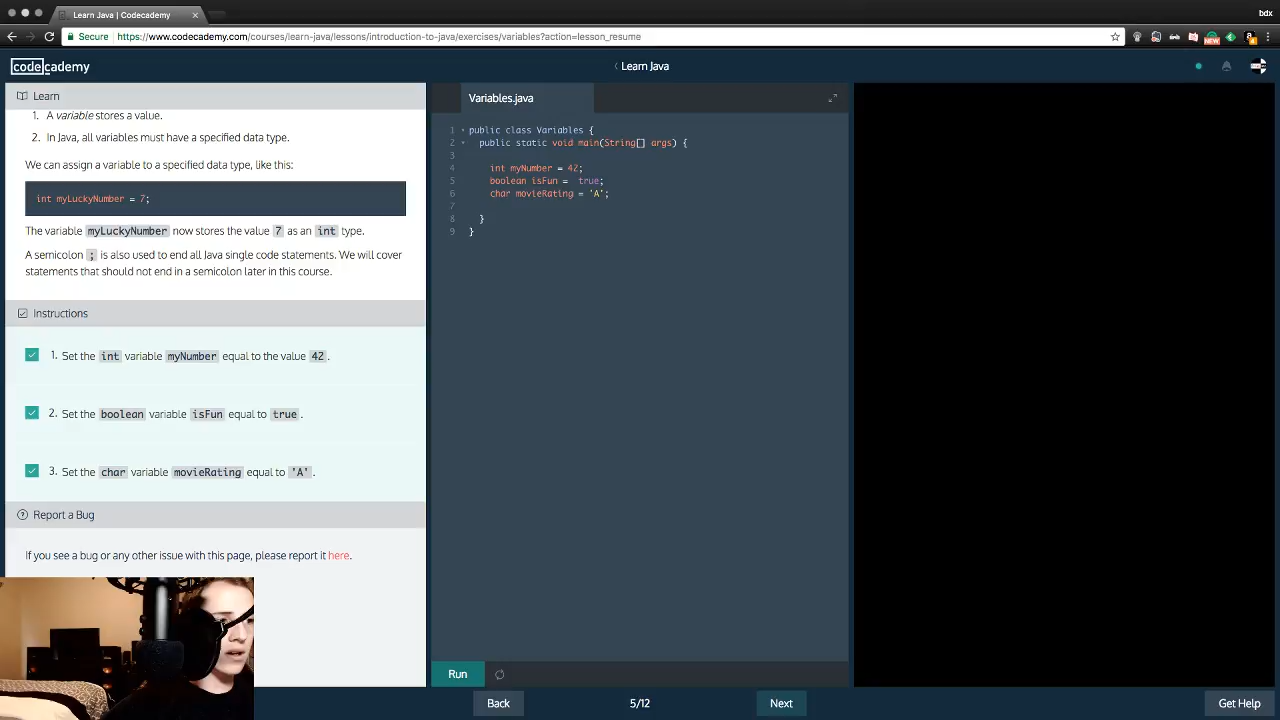 Learn Java | Codecademy
bdx
Secure
https://www.codecademy.com/courses/learn-java/lessons/introduction-to-java/exercises/variables?action=lesson_resume
NEW
codecademy
Learn Java
Learn
1. A variable stores a value.
2. In Java, all variables must have a specified data type.
We can assign a variable to a specified data type, like this:
int myLuckyNumber = 7;
The variable myLuckyNumber now stores the value 7 as an int type.
A semicolon ; is also used to end all Java single code statements. We will cover
statements that should not end in a semicolon later in this course.
Instructions
1. Set the int variable myNumber equal to the value 42.
2. Set the boolean variable isFun equal to true.
3. Set the char variable movieRating equal to 'A'.
Report a Bug
If you see a bug or any other issue with this page, please report it here.
Variables.java
1 public class Variables {
2 public static void main(String[] args) {
3
4 int myNumber = 42;
5 boolean isFun =  true;
6 char movieRating = 'A';
7
8 }
9 }
Run
Back
5/12
Next
Get Help